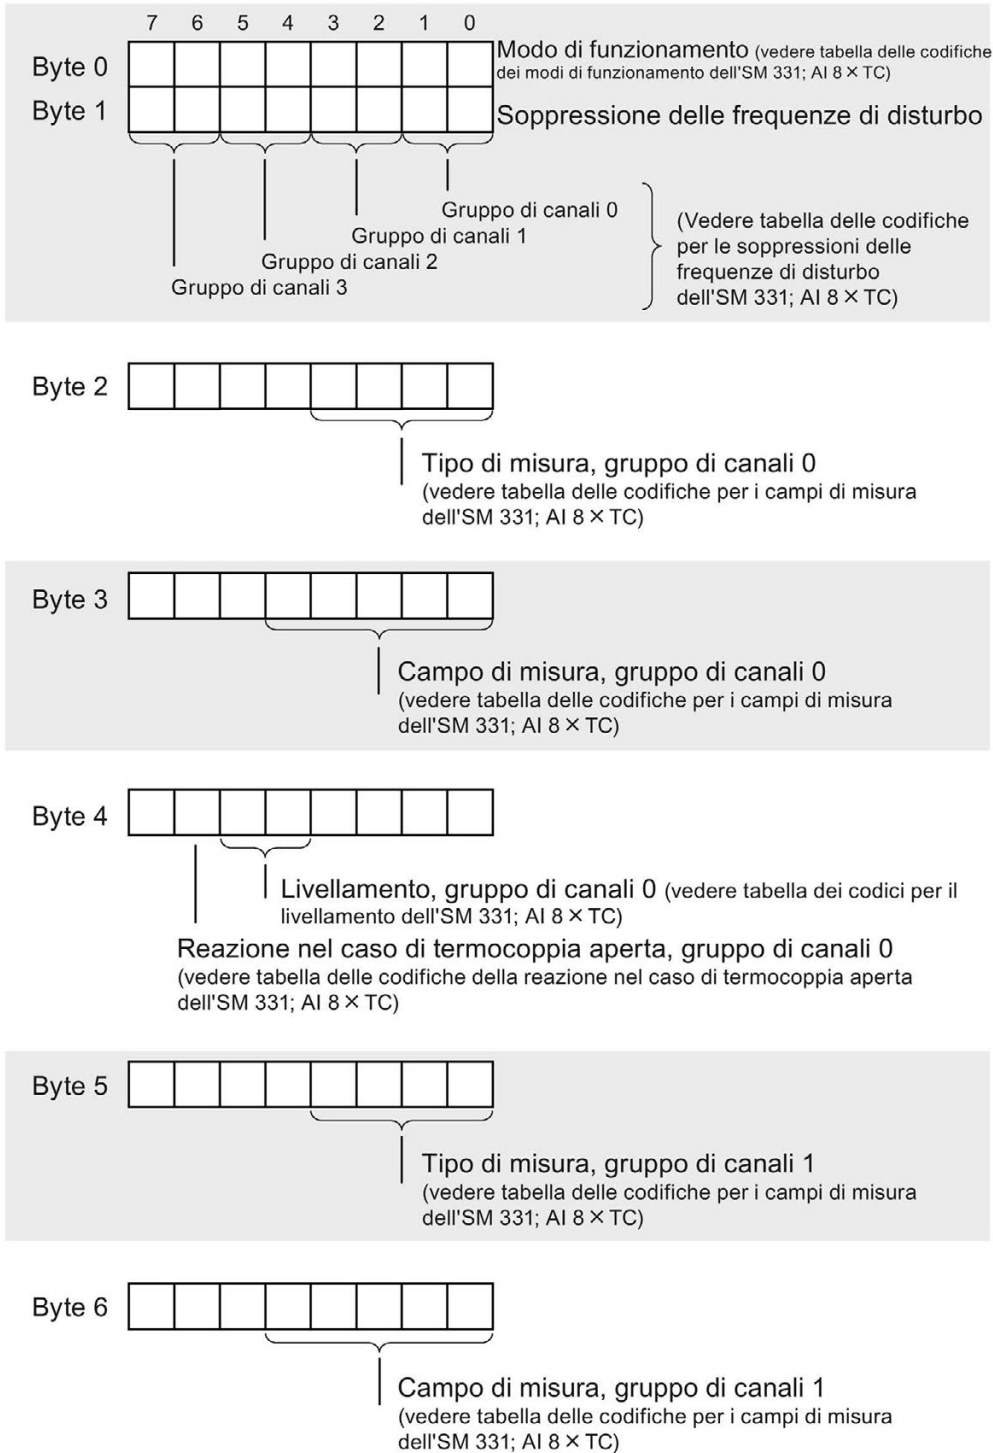 7 6 5 4 3 2 1 0
Byte 0
Modo di funzionamento (vedere tabella delle codifiche
dei modi di funzionamento dell'SM 331; AI 8 × TC)
Byte 1
Soppressione delle frequenze di disturbo
Gruppo di canali 0
Gruppo di canali 1
Gruppo di canali 2
Gruppo di canali 3
(Vedere tabella delle codifiche
per le soppressioni delle
frequenze di disturbo
dell'SM 331; AI 8 × TC)
Byte 2
Tipo di misura, gruppo di canali 0
(vedere tabella delle codifiche per i campi di misura
dell'SM 331; AI 8 × TC)
Byte 3
Campo di misura, gruppo di canali 0
(vedere tabella delle codifiche per i campi di misura
dell'SM 331; AI 8 × TC)
Byte 4
Livellamento, gruppo di canali 0 (vedere tabella dei codici per il
livellamento dell'SM 331; AI 8 × TC)
Reazione nel caso di termocoppia aperta, gruppo di canali 0
(vedere tabella delle codifiche della reazione nel caso di termocoppia aperta
dell'SM 331; AI 8 × TC)
Byte 5
Tipo di misura, gruppo di canali 1
(vedere tabella delle codifiche per i campi di misura
dell'SM 331; AI 8 × TC)
Byte 6
Campo di misura, gruppo di canali 1
(vedere tabella delle codifiche per i campi di misura
dell'SM 331; AI 8 × TC)